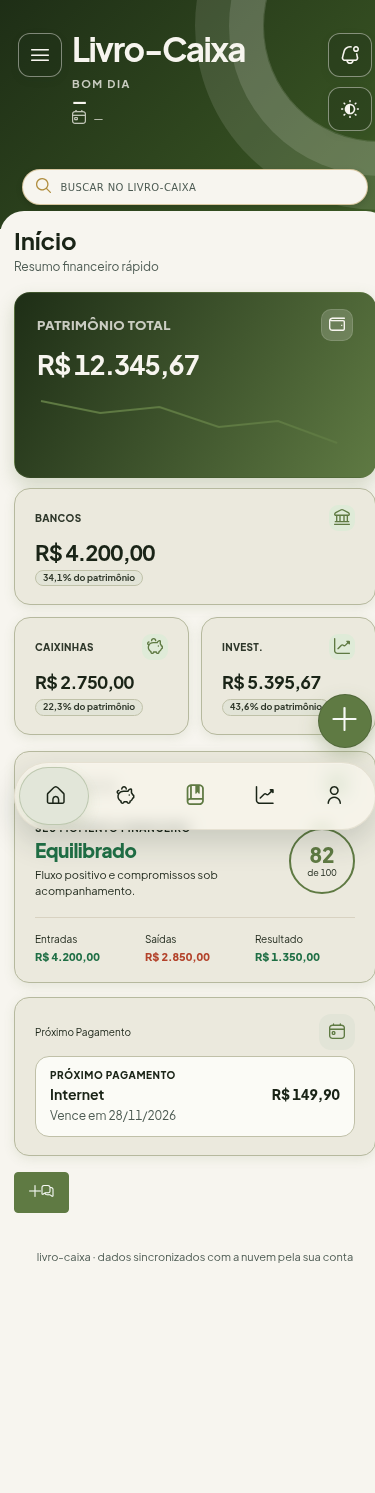 Livro-Caixa
BOM DIA
—
—
BUSCAR NO LIVRO-CAIXA
Início
Resumo financeiro rápido
PATRIMÔNIO TOTAL
R$ 12.345,67
BANCOS
R$ 4.200,00
34,1% do patrimônio
CAIXINHAS
R$ 2.750,00
22,3% do patrimônio
INVEST.
R$ 5.395,67
43,6% do patrimônio
Equilibrado
Fluxo positivo e compromissos sob
acompanhamento.
82
de 100
Entradas
R$ 4.200,00
Saídas
R$ 2.850,00
Resultado
R$ 1.350,00
Próximo Pagamento
PRÓXIMO PAGAMENTO
Internet
R$ 149,90
Vence em 28/11/2026
livro-caixa · dados sincronizados com a nuvem pela sua conta